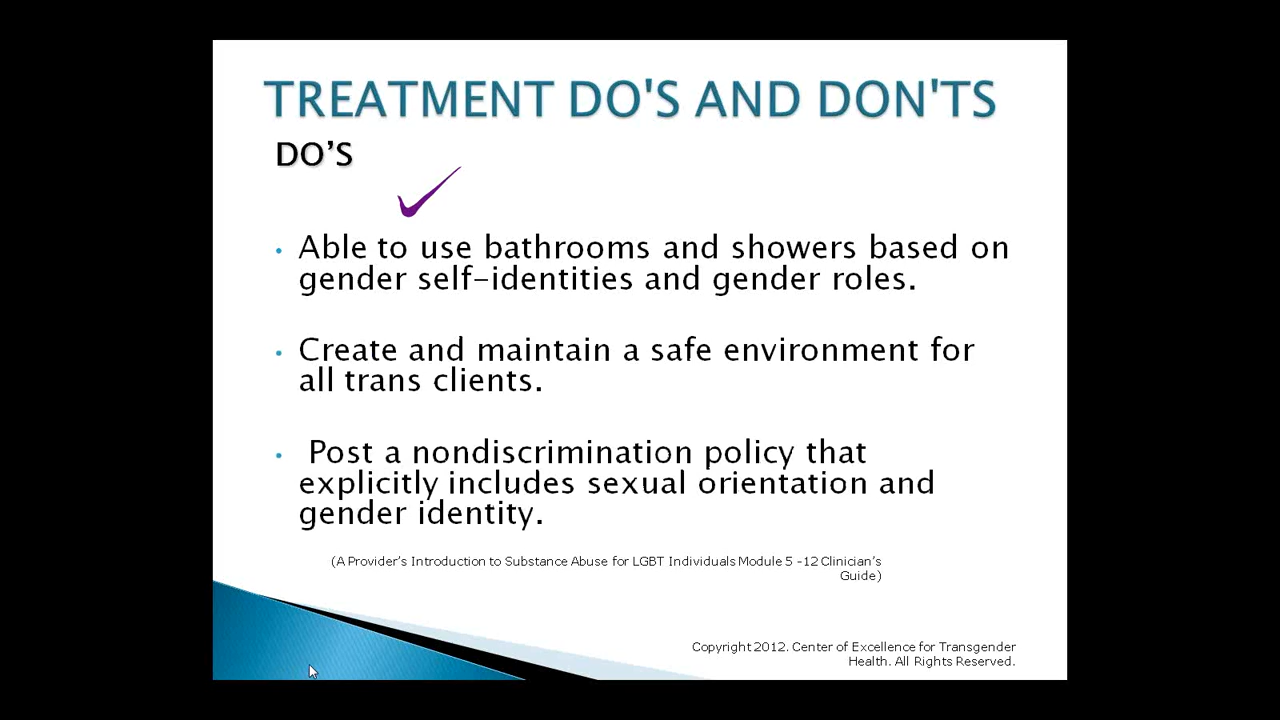 TREATMENT DO'S AND DON'TS
DO’S
• Able to use bathrooms and showers based on
gender self-identities and gender roles.
• Create and maintain a safe environment for
all trans clients.
• Post a nondiscrimination policy that
explicitly includes sexual orientation and
gender identity.
(A Provider’s Introduction to Substance Abuse for LGBT Individuals Module 5 -12 Clinician’s
Guide)
Copyright 2012. Center of Excellence for Transgender
Health. All Rights Reserved.